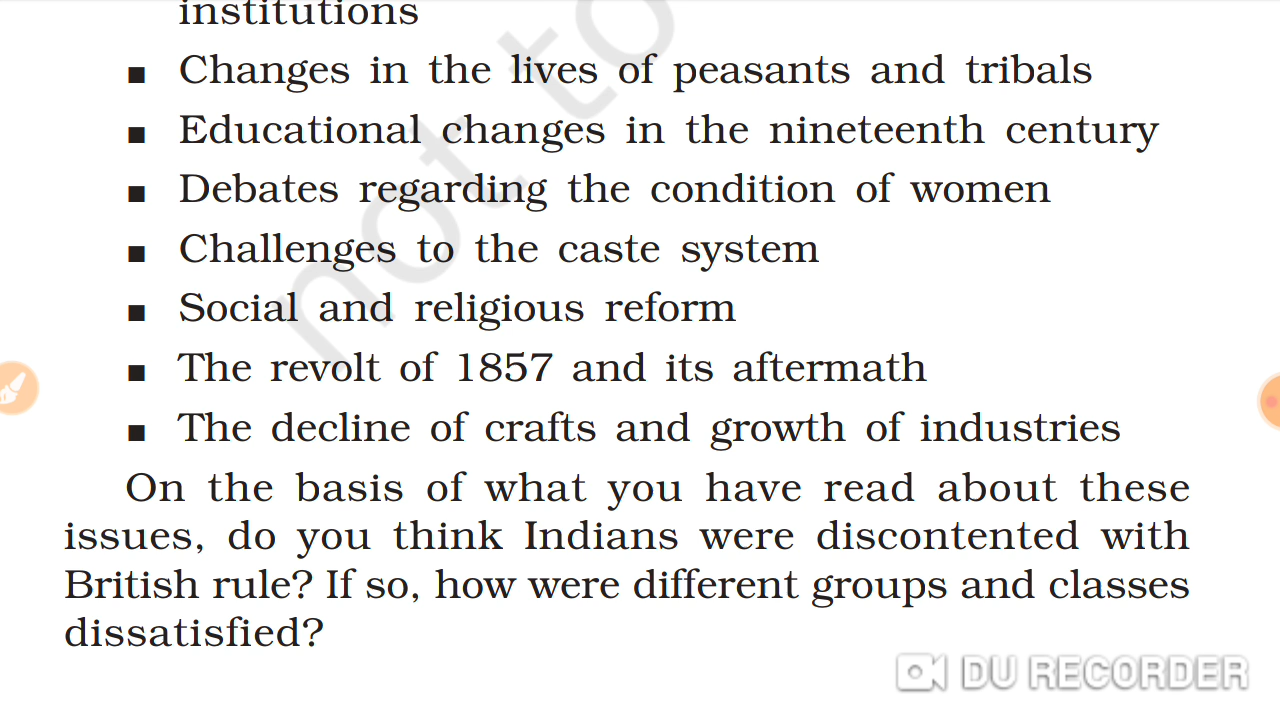 institutions
■ Changes in the lives of peasants and tribals
■ Educational changes in the nineteenth century
■ Debates regarding the condition of women
■ Challenges to the caste system
■ Social and religious reform
■ The revolt of 1857 and its aftermath
■ The decline of crafts and growth of industries
On the basis of what you have read about these
issues, do you think Indians were discontented with
British rule? If so, how were different groups and classes
dissatisfied?
not to
DU RECORDER